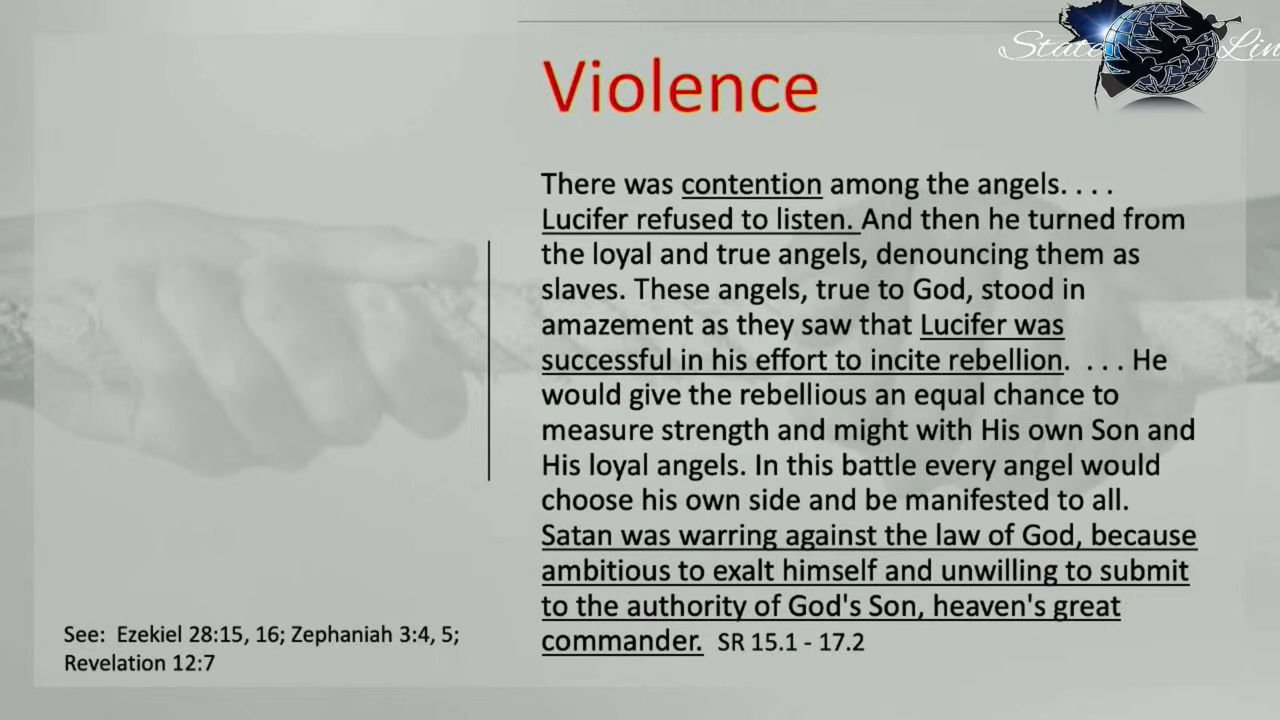 State Lin
Violence
There was contention among the angels. . . .
Lucifer refused to listen. And then he turned from
the loyal and true angels, denouncing them as
slaves. These angels, true to God, stood in
amazement as they saw that Lucifer was
successful in his effort to incite rebellion.  . . . He
would give the rebellious an equal chance to
measure strength and might with His own Son and
His loyal angels. In this battle every angel would
choose his own side and be manifested to all.
Satan was warring against the law of God, because
ambitious to exalt himself and unwilling to submit
to the authority of God's Son, heaven's great
commander.  SR 15.1 - 17.2
See:  Ezekiel 28:15, 16; Zephaniah 3:4, 5;
Revelation 12:7